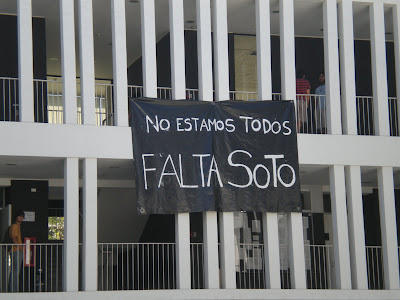 NO ESTAMOS TODOS
FALTA SOTO